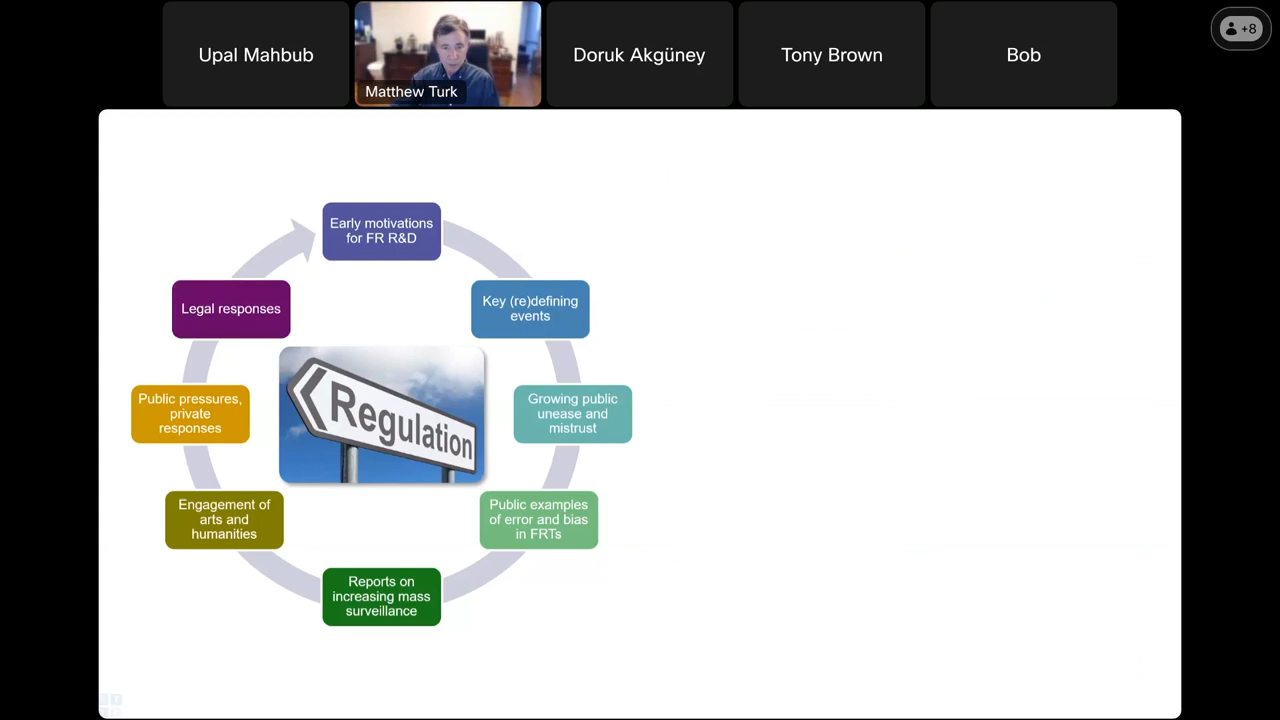 Upal Mahbub
Matthew Turk
Doruk Akgüney
Tony Brown
Bob
+8
Early motivations
for FR R&D
Key (re)defining
events
Growing public
unease and
mistrust
Public examples
of error and bias
in FRTs
Reports on
increasing mass
surveillance
Engagement of
arts and
humanities
Public pressures,
private
responses
Legal responses
Regulation